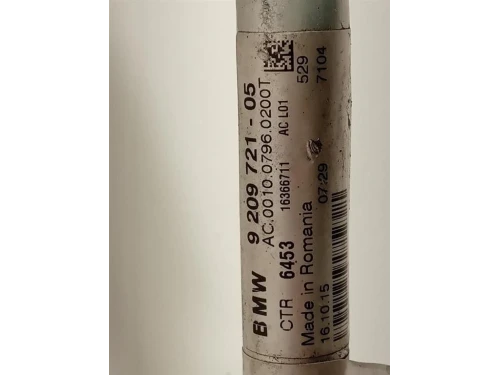 BMW 9 209 721 - 05
AC.0010.0796.0200T
16366711 AC L01
CTR 6453
529 7104
Made in Romania
16.10.15 07:29